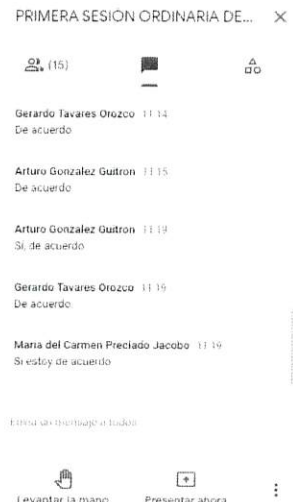 PRIMERA SESIÓN ORDINARIA DE...
(15)
Gerardo Tavares Orozco 11:14
De acuerdo
Arturo Gonzalez Guitron 11:15
De acuerdo
Arturo Gonzalez Guitron 11:19
Si, de acuerdo
Gerardo Tavares Orozco 11:19
De acuerdo
Maria del Carmen Preciado Jacobo 11:19
Si estoy de acuerdo
Envía un mensaje a todos
Levantar la mano
Presentar ahora